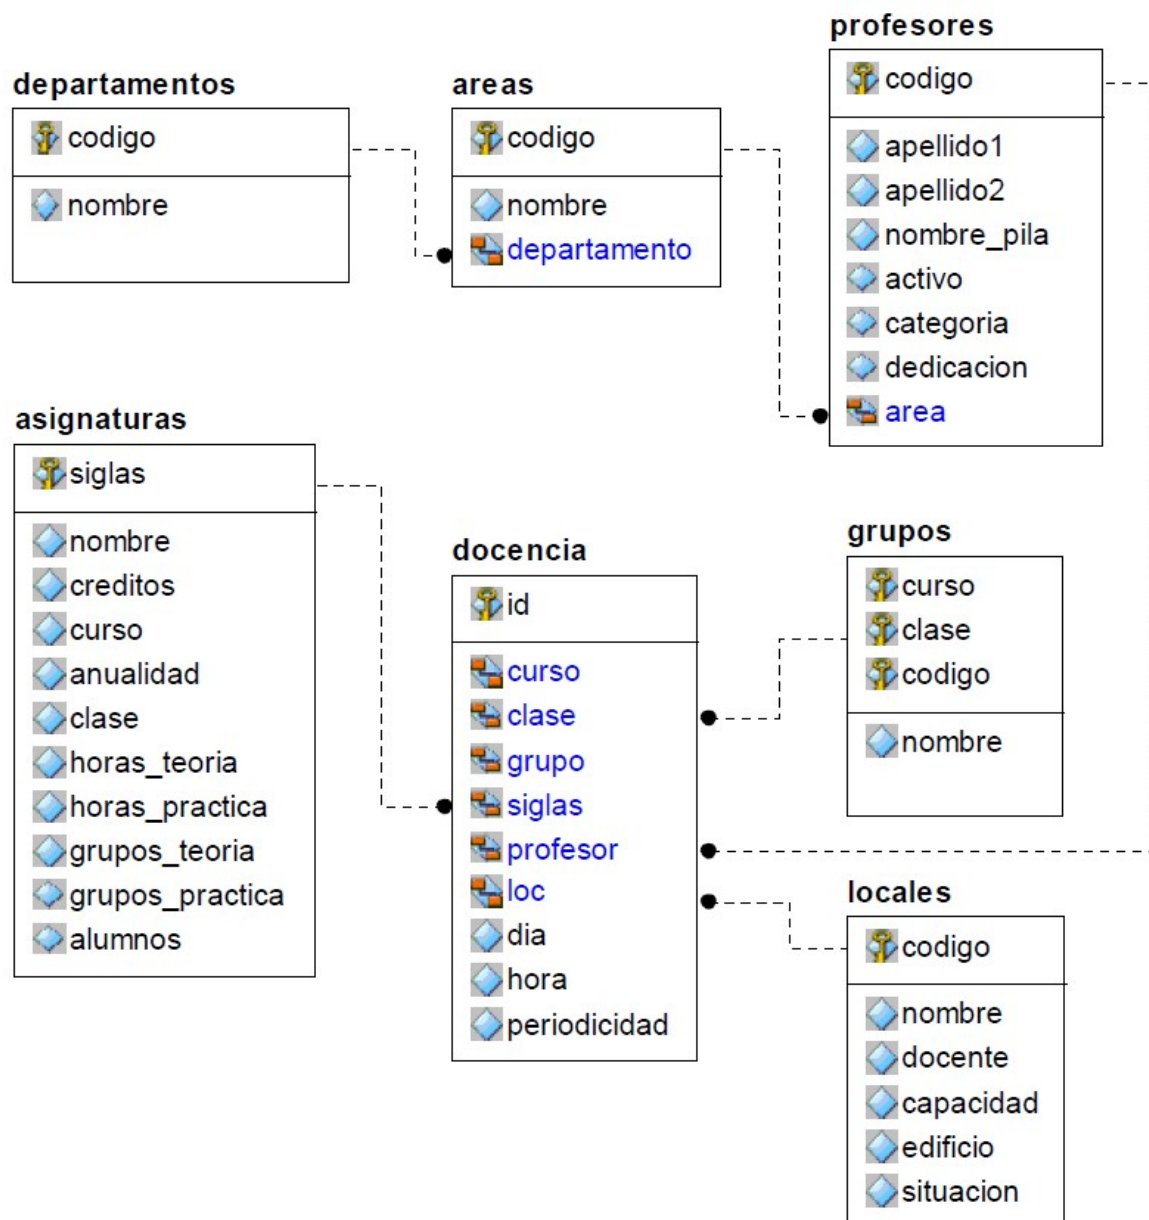 departamentos
codigo
nombre
areas
codigo
nombre
departamento
profesores
codigo
apellido1
apellido2
nombre_pila
activo
categoria
dedicacion
area
asignaturas
siglas
nombre
creditos
curso
anualidad
clase
horas_teoria
horas_practica
grupos_teoria
grupos_practica
alumnos
docencia
id
curso
clase
grupo
siglas
profesor
loc
dia
hora
periodicidad
grupos
curso
clase
codigo
nombre
locales
codigo
nombre
docente
capacidad
edificio
situacion